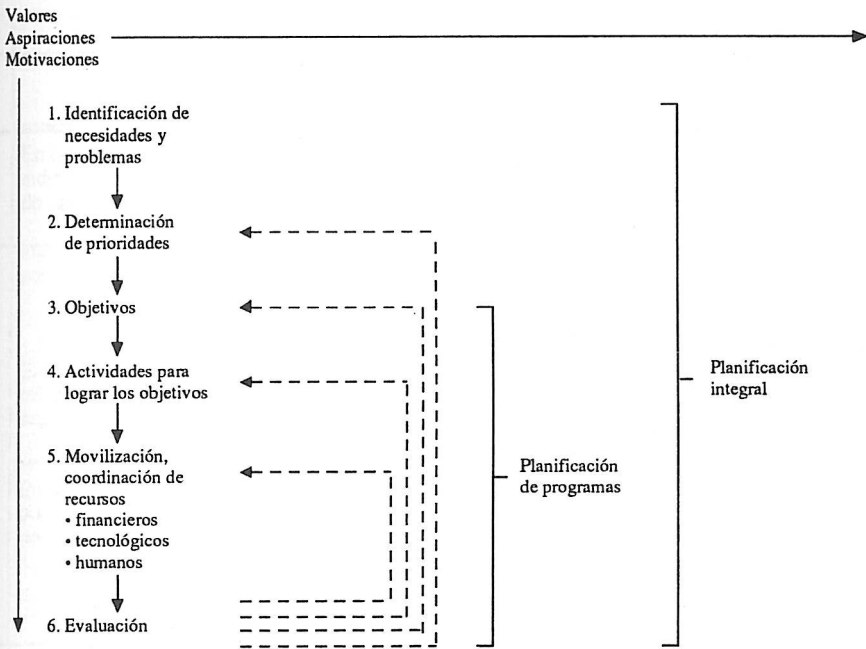 Valores
Aspiraciones
Motivaciones
1. Identificación de
necesidades y
problemas
2. Determinación
de prioridades
3. Objetivos
4. Actividades para
lograr los objetivos
5. Movilización,
coordinación de
recursos
• financieros
• tecnológicos
• humanos
6. Evaluación
Planificación
de programas
Planificación
integral